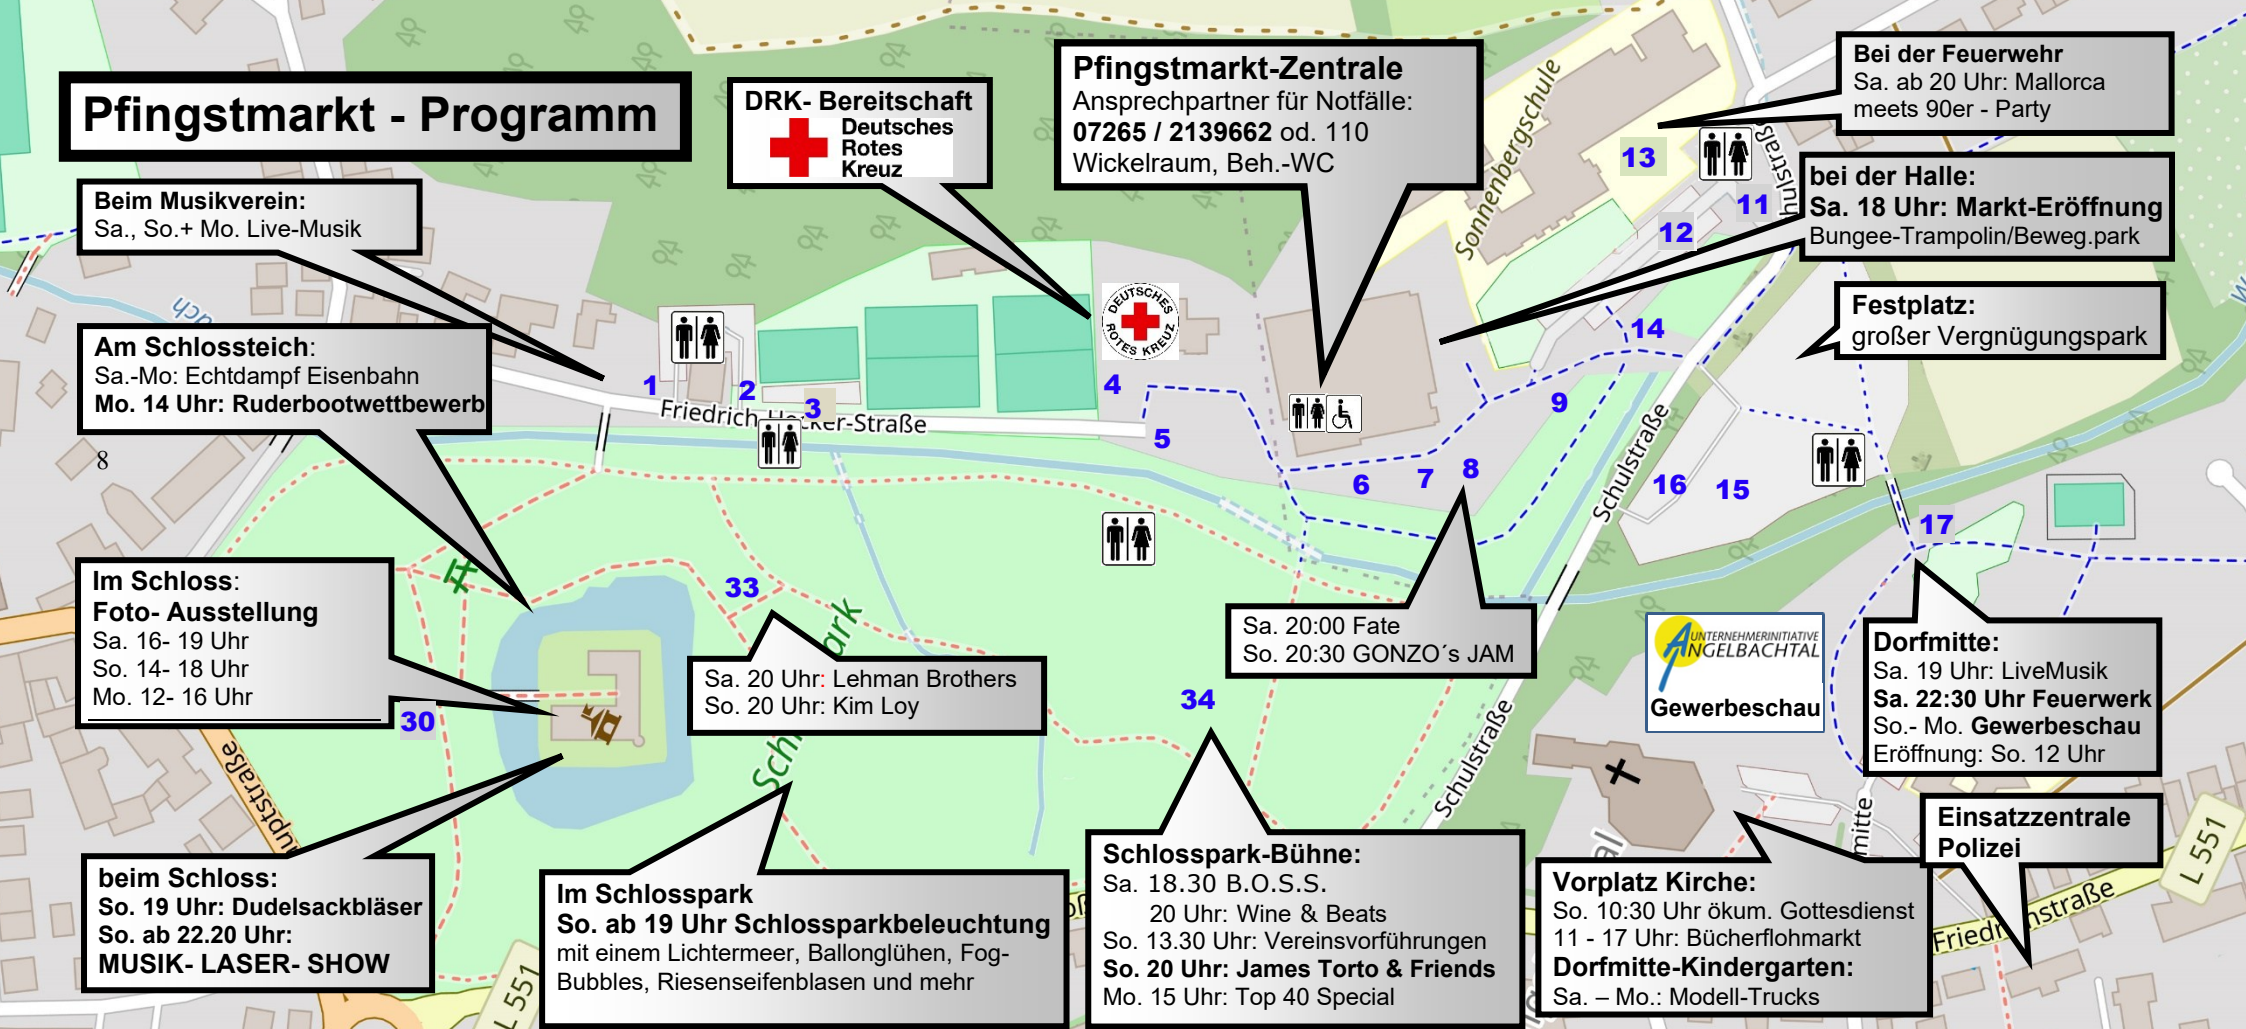 Pfingstmarkt - Programm
DRK- Bereitschaft
Deutsches
Rotes
Kreuz
Pfingstmarkt-Zentrale
Ansprechpartner für Notfälle:
07265 / 2139662 od. 110
Wickelraum, Beh.-WC
Bei der Feuerwehr
Sa. ab 20 Uhr: Mallorca
meets 90er - Party
bei der Halle:
Sa. 18 Uhr: Markt-Eröffnung
Bungee-Trampolin/Beweg.park
Festplatz:
großer Vergnügungspark
Beim Musikverein:
Sa., So.+ Mo. Live-Musik
Am Schlossteich:
Sa.-Mo: Echtdampf Eisenbahn
Mo. 14 Uhr: Ruderbootwettbewerb
8
Im Schloss:
Foto- Ausstellung
Sa. 16- 19 Uhr
So. 14- 18 Uhr
Mo. 12- 16 Uhr
beim Schloss:
So. 19 Uhr: Dudelsackbläser
So. ab 22.20 Uhr:
MUSIK- LASER- SHOW
Sa. 20 Uhr: Lehman Brothers
So. 20 Uhr: Kim Loy
Im Schlosspark
So. ab 19 Uhr Schlossparkbeleuchtung
mit einem Lichtermeer, Ballonglühen, Fog-
Bubbles, Riesenseifenblasen und mehr
Sa. 20:00 Fate
So. 20:30 GONZO´s JAM
Schlosspark-Bühne:
Sa. 18.30 B.O.S.S.
20 Uhr: Wine & Beats
So. 13.30 Uhr: Vereinsvorführungen
So. 20 Uhr: James Torto & Friends
Mo. 15 Uhr: Top 40 Special
UNTERNEHMERINITIATIVE
ANGELBACHTAL
Gewerbeschau
Dorfmitte:
Sa. 19 Uhr: LiveMusik
Sa. 22:30 Uhr Feuerwerk
So.- Mo. Gewerbeschau
Eröffnung: So. 12 Uhr
Einsatzzentrale
Polizei
Vorplatz Kirche:
So. 10:30 Uhr ökum. Gottesdienst
11 - 17 Uhr: Bücherflohmarkt
Dorfmitte-Kindergarten:
Sa. – Mo.: Modell-Trucks
DEUTSCHES
ROTES KREUZ
Sonnenbergschule
Schulstraße
Schulstraße
L 551
L 551
1
2
3
4
5
6
7
8
9
11
12
13
14
15
16
17
30
33
34